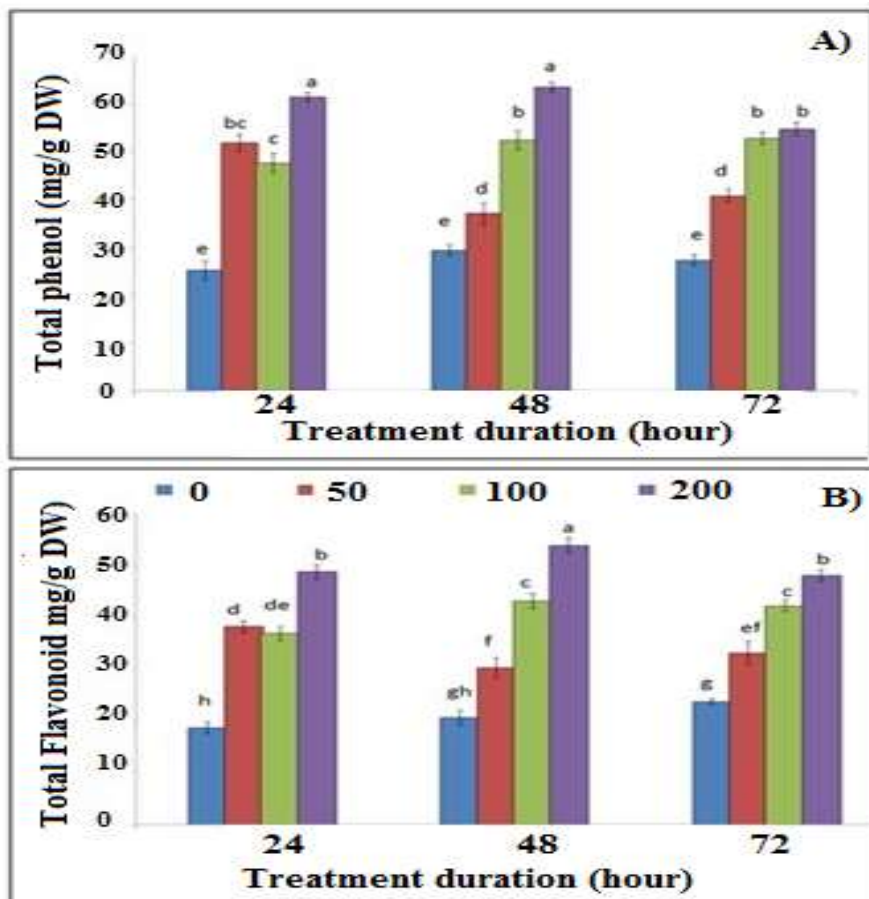 A)
Total phenol (mg/g DW)
70
60
50
40
30
20
10
0
e bc c a
e d b a
e d b b
24 48 72
Treatment duration (hour)
B)
0 50 100 200
Total Flavonoid mg/g DW)
60
50
40
30
20
10
0
h d de b
gh f c a
g ef c b
24 48 72
Treatment duration (hour)